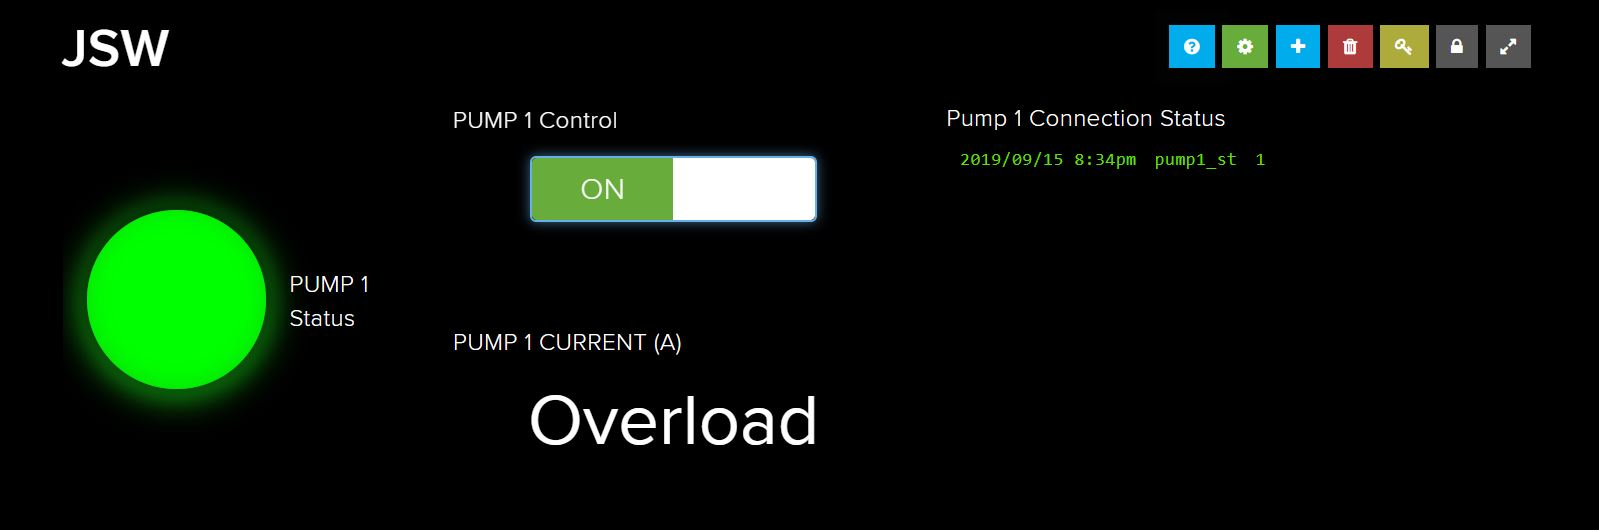 JSW
PUMP 1 Control
ON
Pump 1 Connection Status
2019/09/15 8:34pm pump1_st 1
PUMP 1
Status
PUMP 1 CURRENT (A)
Overload